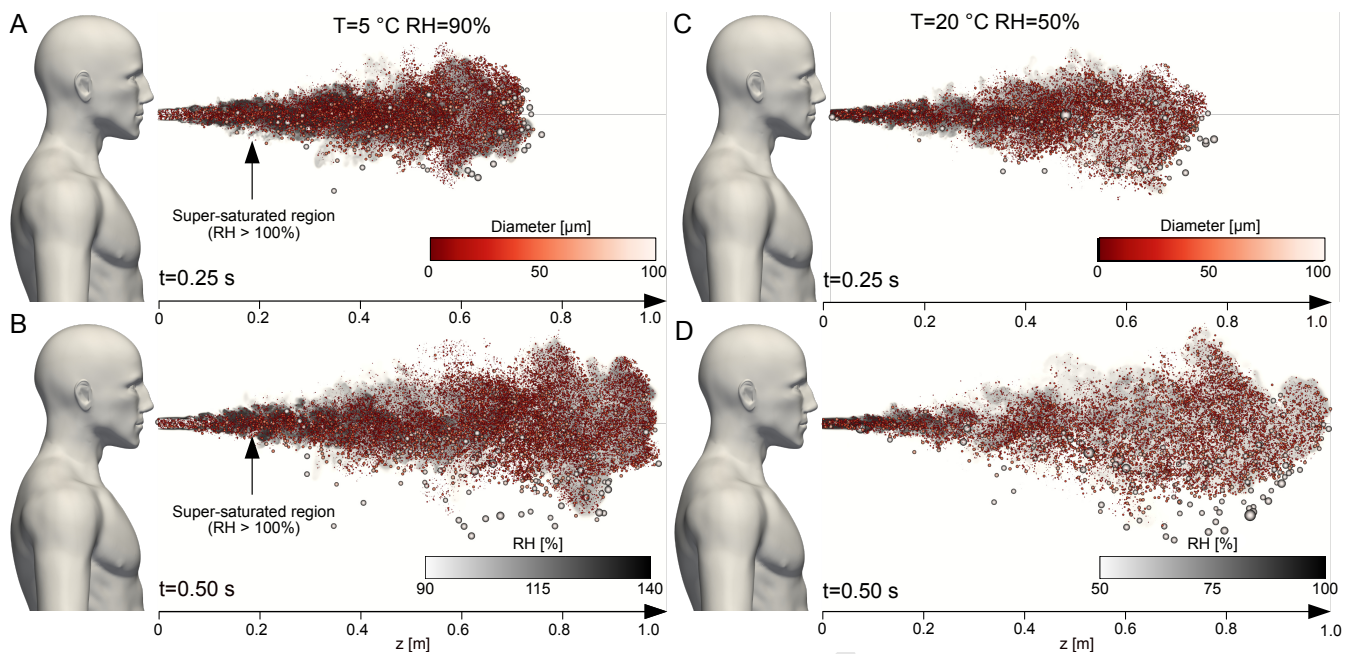 A
T=5 °C RH=90%
Super-saturated region
(RH > 100%)
Diameter [µm]
0 50 100
t=0.25 s
0 0.2 0.4 0.6 0.8 1.0
B
Super-saturated region
(RH > 100%)
RH [%]
90 115 140
t=0.50 s
0 0.2 0.4 0.6 0.8 1.0
z [m]
C
T=20 °C RH=50%
Diameter [µm]
0 50 100
t=0.25 s
0 0.2 0.4 0.6 0.8 1.0
D
RH [%]
50 75 100
t=0.50 s
0 0.2 0.4 0.6 0.8 1.0
z [m]